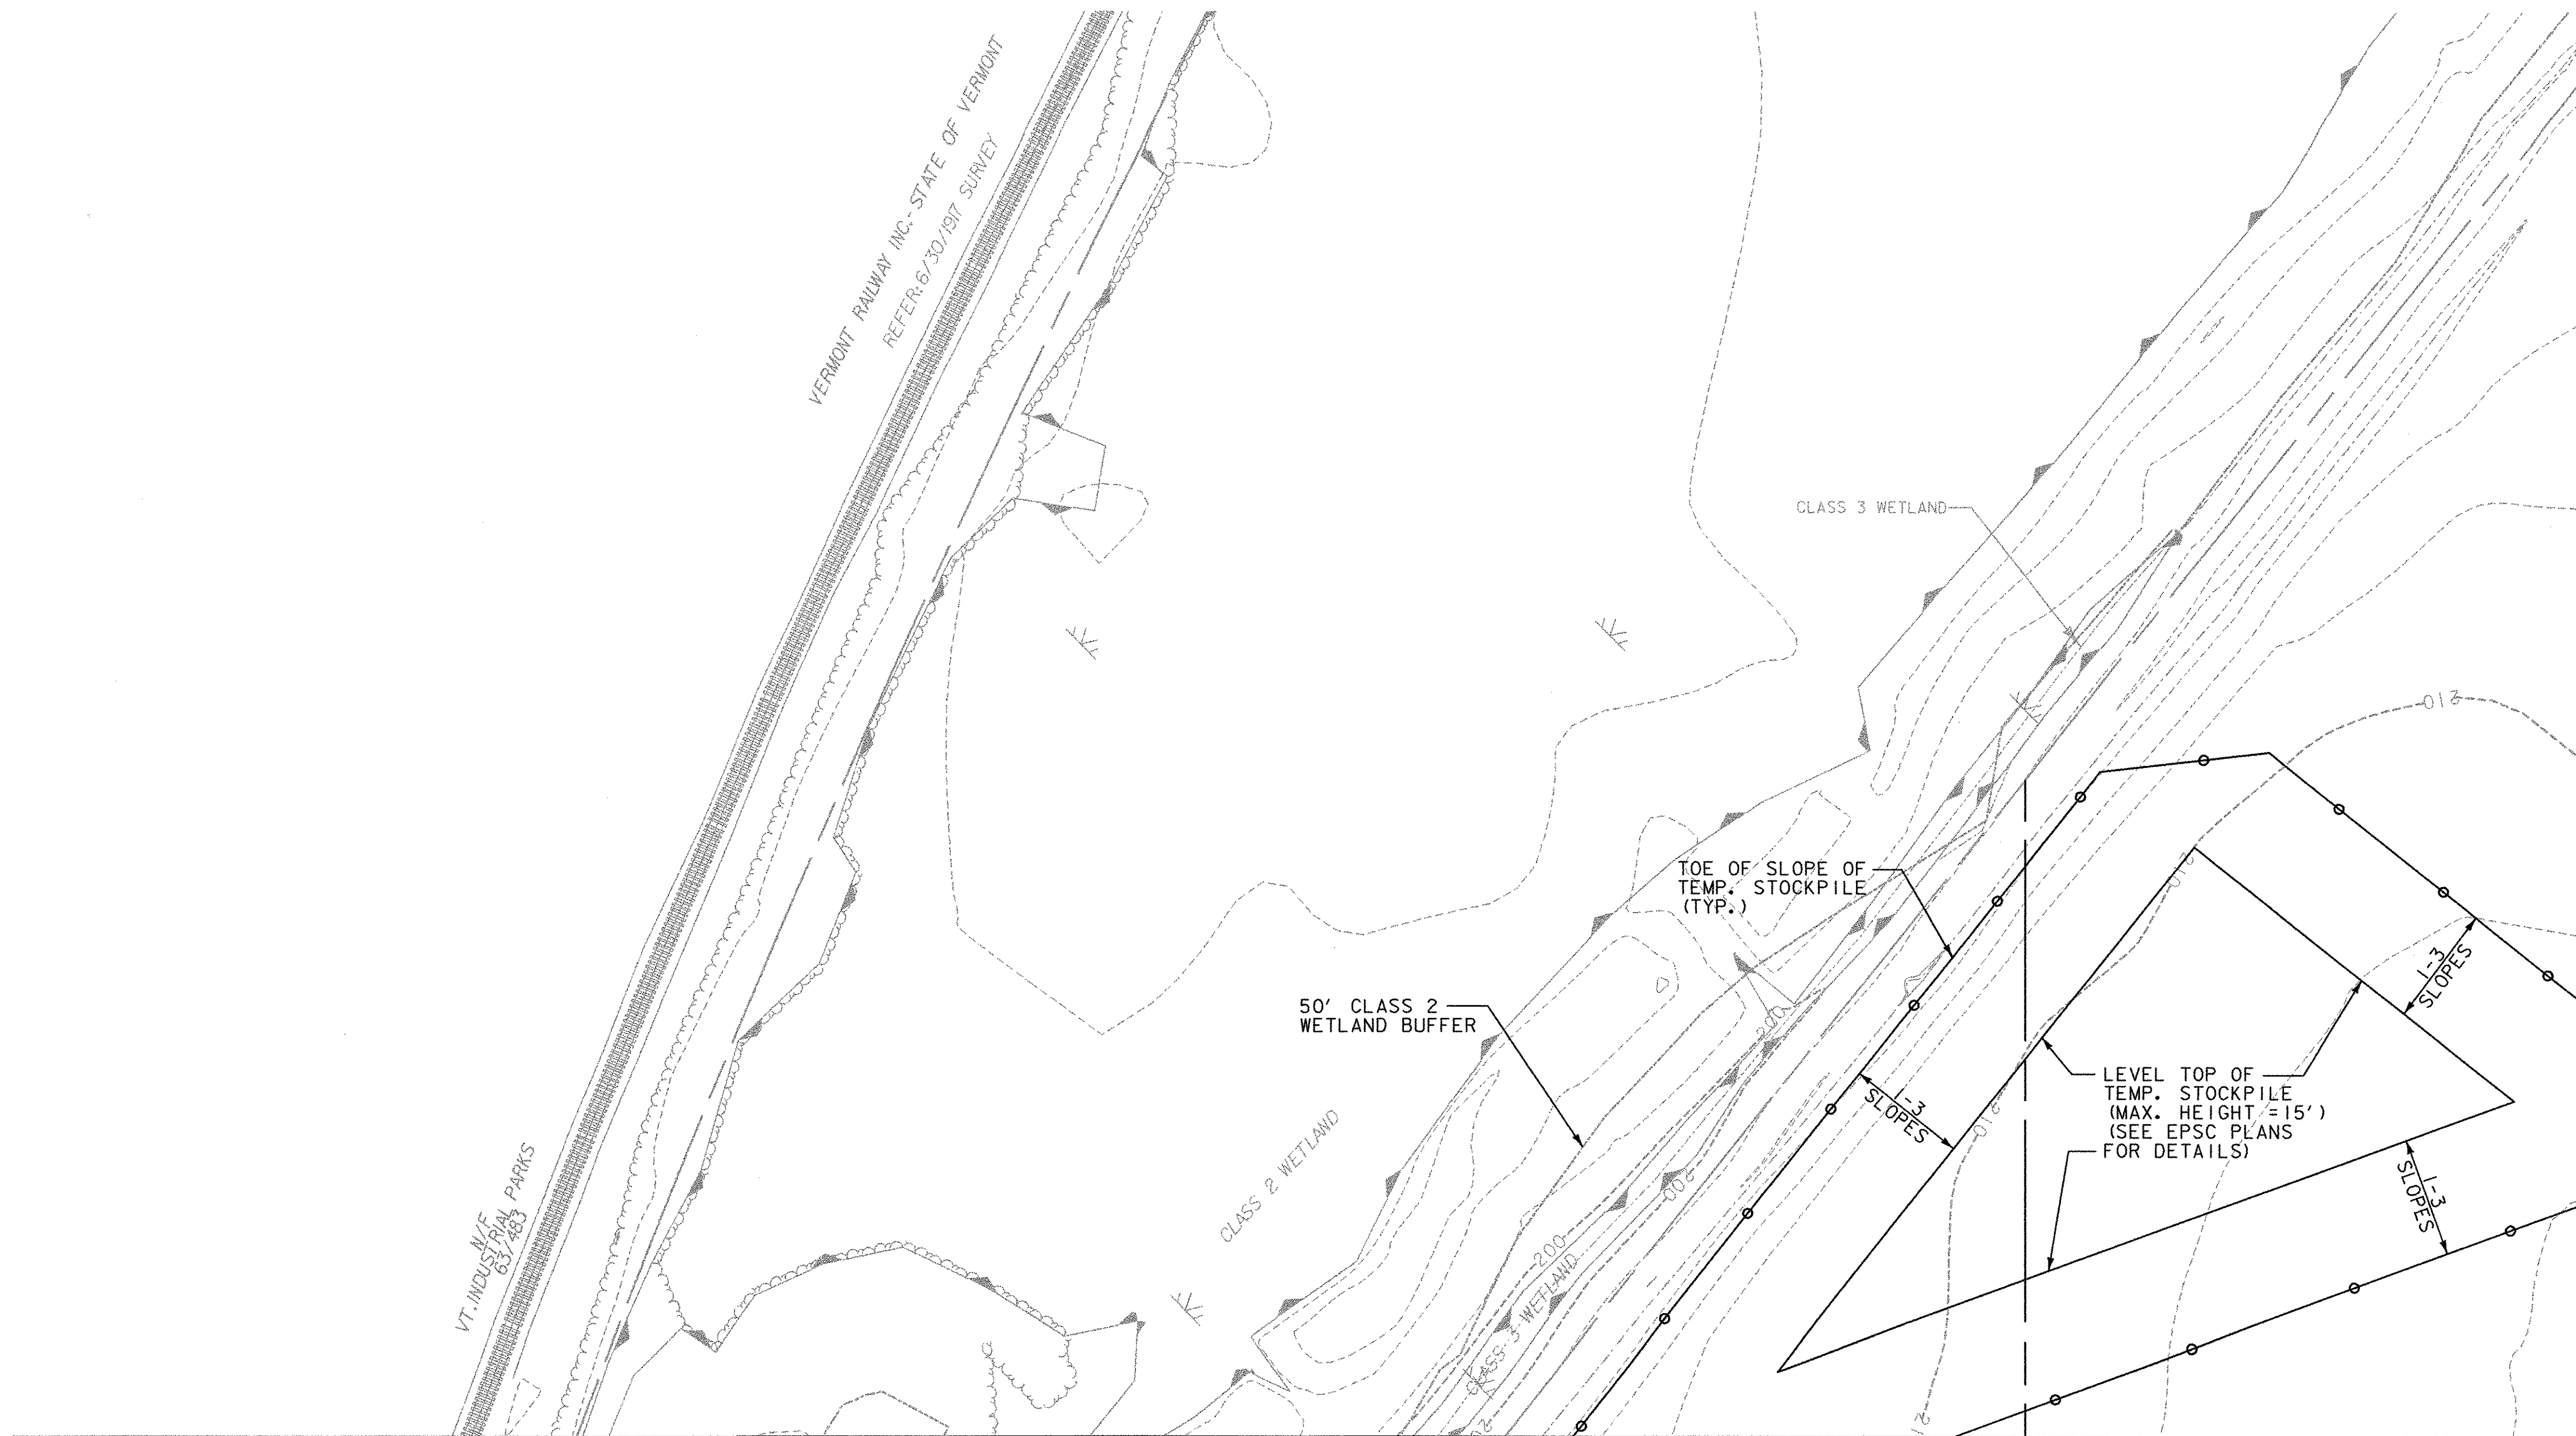 VERMONT RAILWAY INC.-STATE OF VERMONT
REFER: 6/30/1917 SURVEY
CLASS 3 WETLAND
210
TOE OF SLOPE OF
TEMP. STOCKPILE
(TYP.)
210
1-3
SLOPES
50' CLASS 2
WETLAND BUFFER
200
LEVEL TOP OF
TEMP. STOCKPILE
(MAX. HEIGHT =15')
(SEE EPSC PLANS
FOR DETAILS)
1-3
SLOPES
210
CLASS 2 WETLAND
200
1-3
SLOPES
N/F
VT. INDUSTRIAL PARKS
63/483
200
CLASS 3 WETLAND